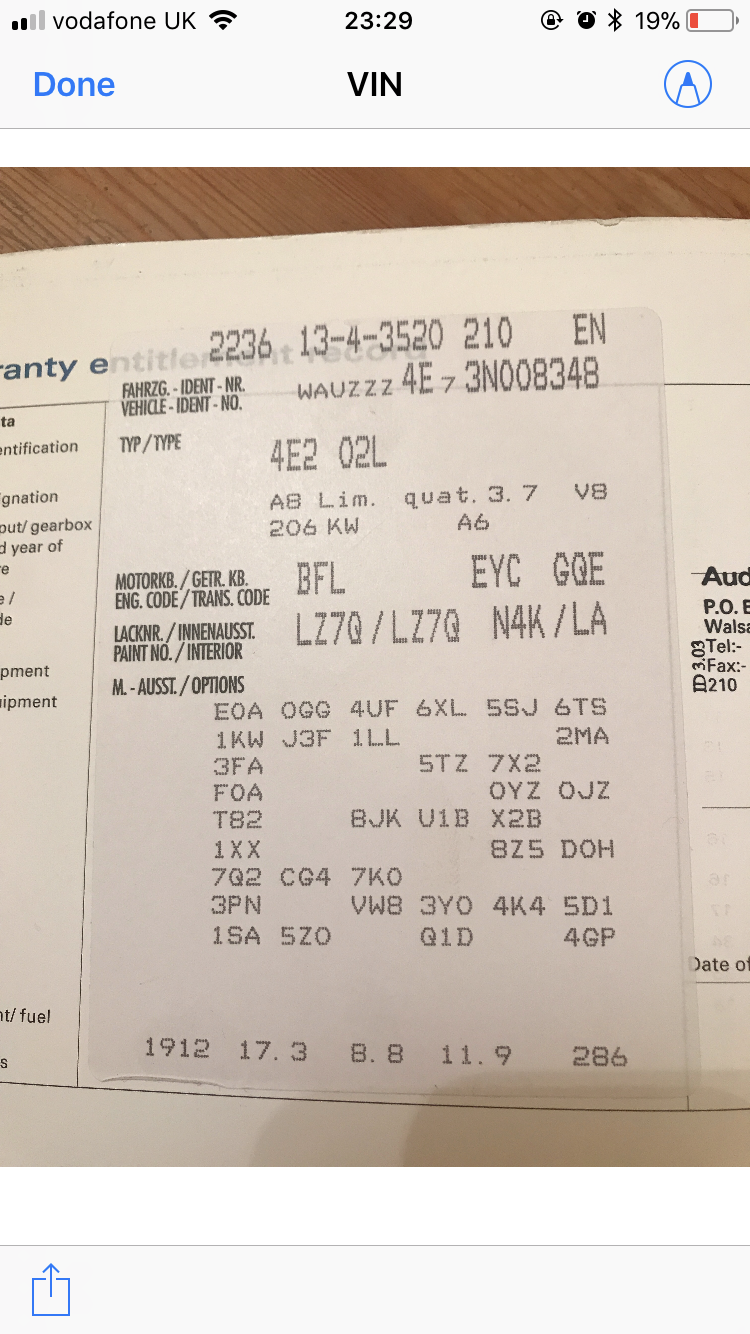 vodafone UK 23:29 19%
Done VIN
2236 13-4-3520 210 EN
ranty entitlement record
FAHRZG. - IDENT - NR.
VEHICLE - IDENT - NO.
WAUZZZ 4E 7 3N008348
ta
entification
TYP / TYPE
4E2 02L
gnation
A8 Lim. quat. 3. 7 V8
206 KW A6
out/ gearbox
d year of
e
MOTORKB. / GETR. KB.
ENG. CODE / TRANS. CODE
BFL EYC GQE
e /
de
LACKNR. / INNENAUSST.
PAINT NO. / INTERIOR
LZ7Q / LZ7Q N4K / LA
Aud
P.O. B
Walsa
Tel:-
Fax:-
210
D 3.03
pment
uipment
M. - AUSST. / OPTIONS
E0A 0GG 4UF 6XL 5SJ 6TS
1KW J3F 1LL 2MA
3FA 5TZ 7X2
F0A 0YZ 0JZ
T82 8JK U1B X2B
1XX 8Z5 D0H
7Q2 CG4 7K0
3PN VW8 3Y0 4K4 5D1
1SA 5Z0 Q1D 4GP
Date of
nt/ fuel
s
1912 17. 3 8. 8 11. 9 286